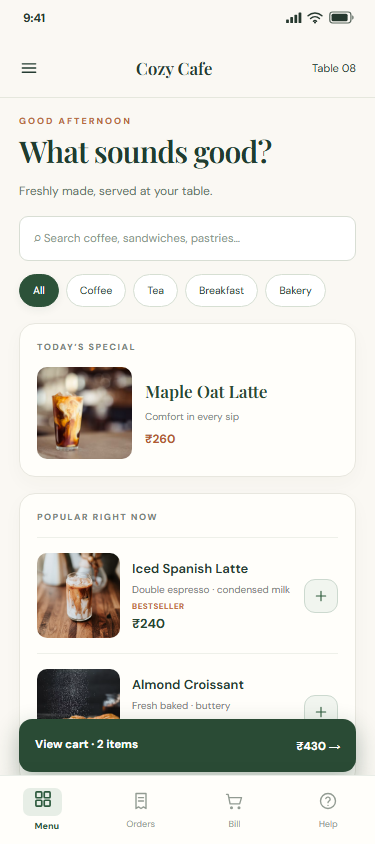 9:41
Cozy Cafe
Table 08
GOOD AFTERNOON
What sounds good?
Freshly made, served at your table.
Search coffee, sandwiches, pastries...
All
Coffee
Tea
Breakfast
Bakery
TODAY'S SPECIAL
Maple Oat Latte
Comfort in every sip
₹260
POPULAR RIGHT NOW
Iced Spanish Latte
Double espresso · condensed milk
BESTSELLER
₹240
Almond Croissant
Fresh baked · buttery
View cart · 2 items
₹430 →
Menu
Orders
Bill
Help